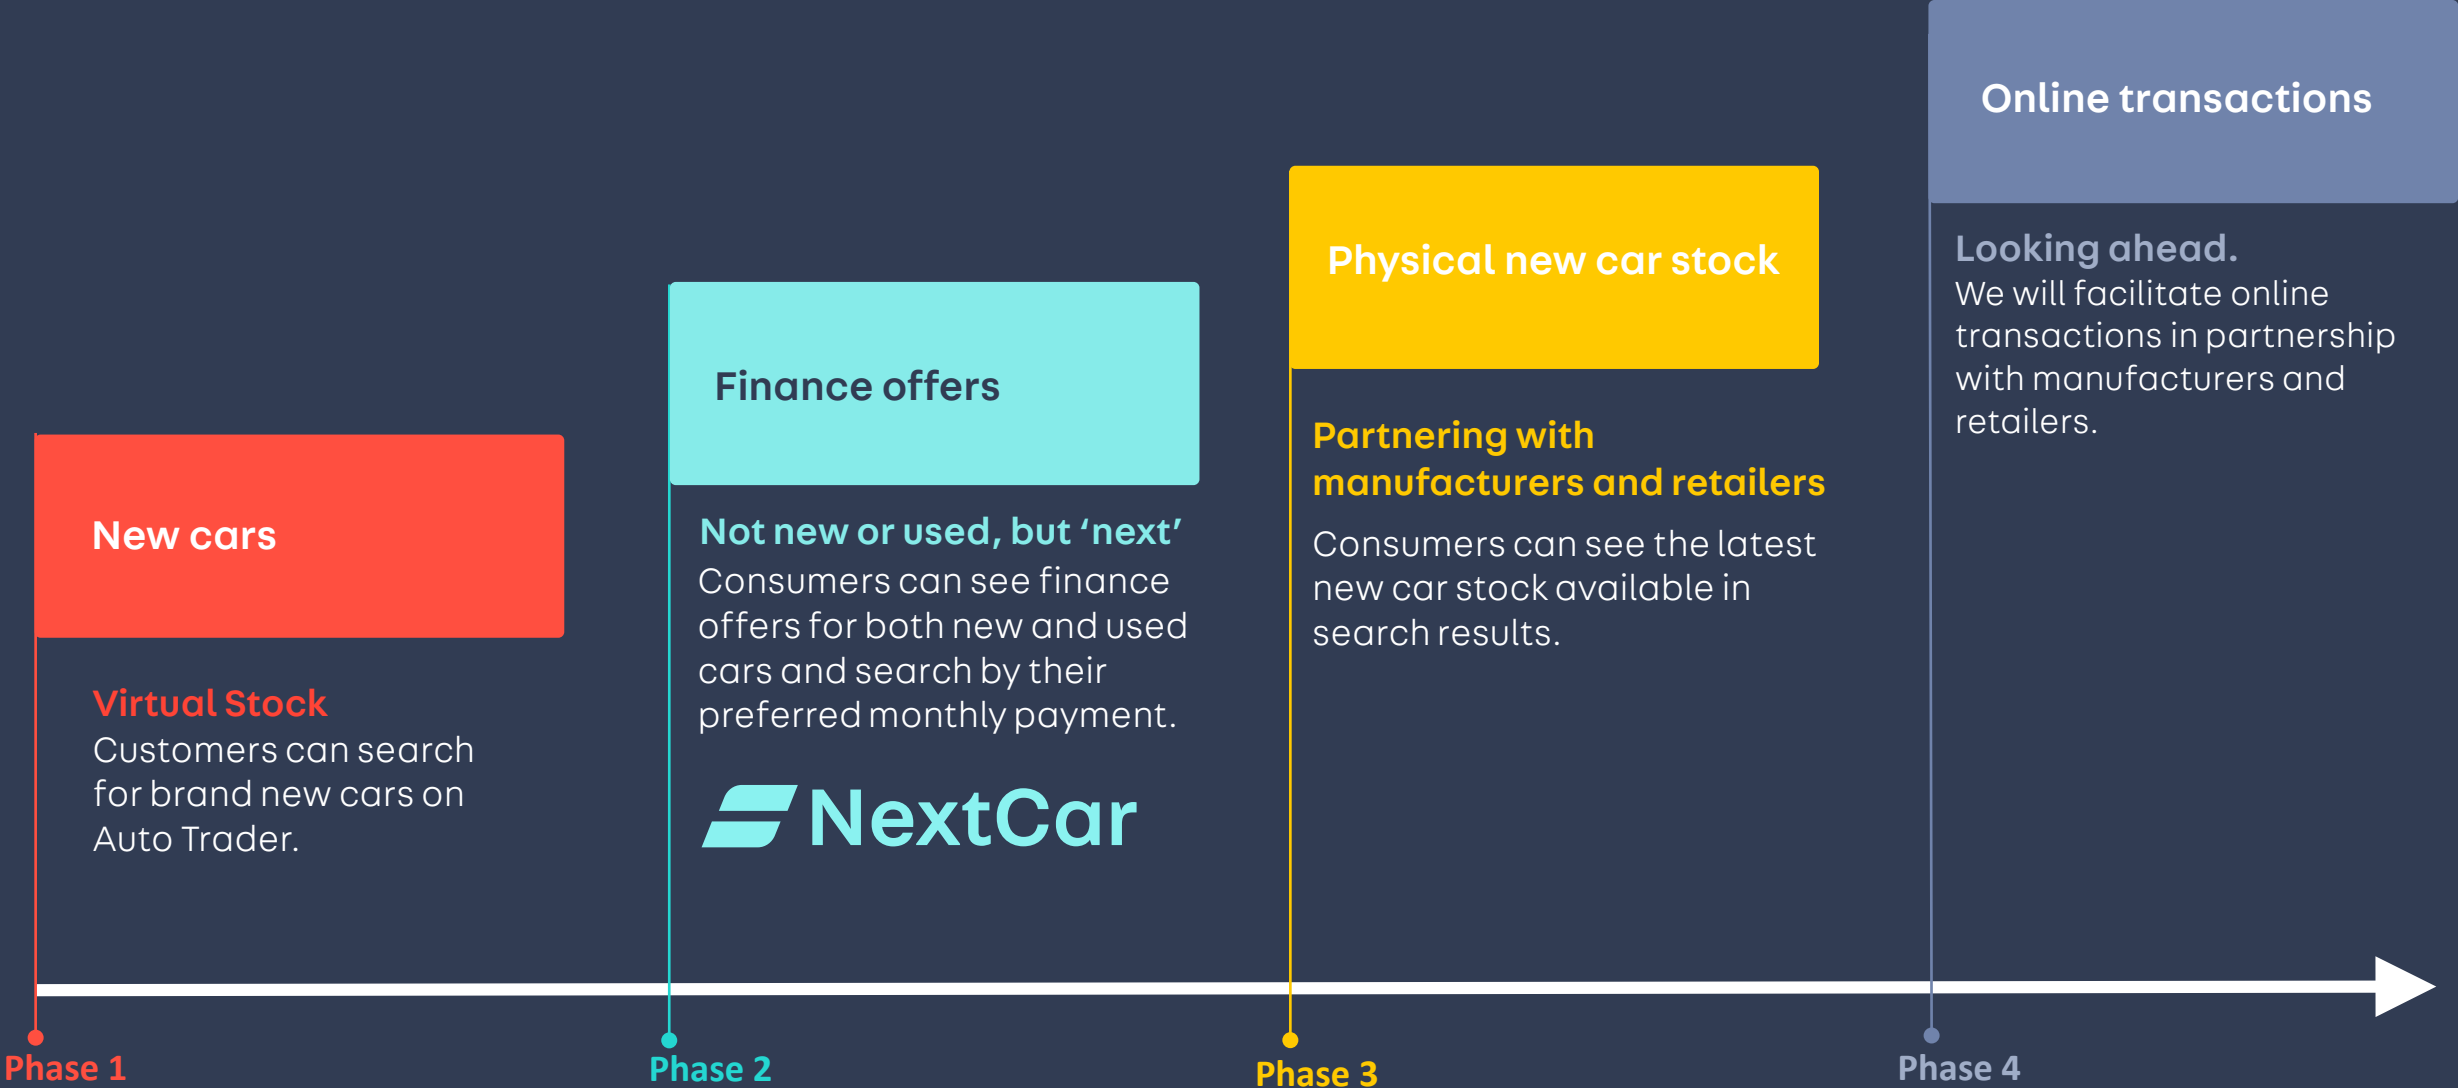 New cars
Virtual Stock
Customers can search
for brand new cars on
Auto Trader.
Phase 1
Finance offers
Not new or used, but ‘next’
Consumers can see finance
offers for both new and used
cars and search by their
preferred monthly payment.
NextCar
Phase 2
Physical new car stock
Partnering with
manufacturers and retailers
Consumers can see the latest
new car stock available in
search results.
Phase 3
Online transactions
Looking ahead.
We will facilitate online
transactions in partnership
with manufacturers and
retailers.
Phase 4